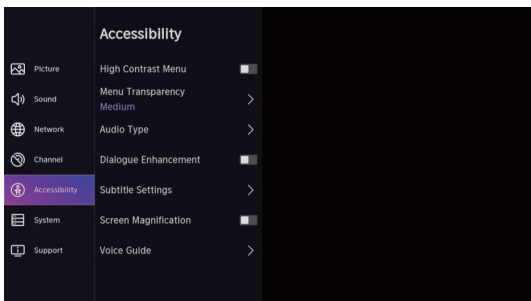 Accessibility
Picture
High Contrast Menu
Sound
Menu Transparency
Medium
Network
Audio Type
Channel
Dialogue Enhancement
Accessibility
Subtitle Settings
System
Screen Magnification
Support
Voice Guide